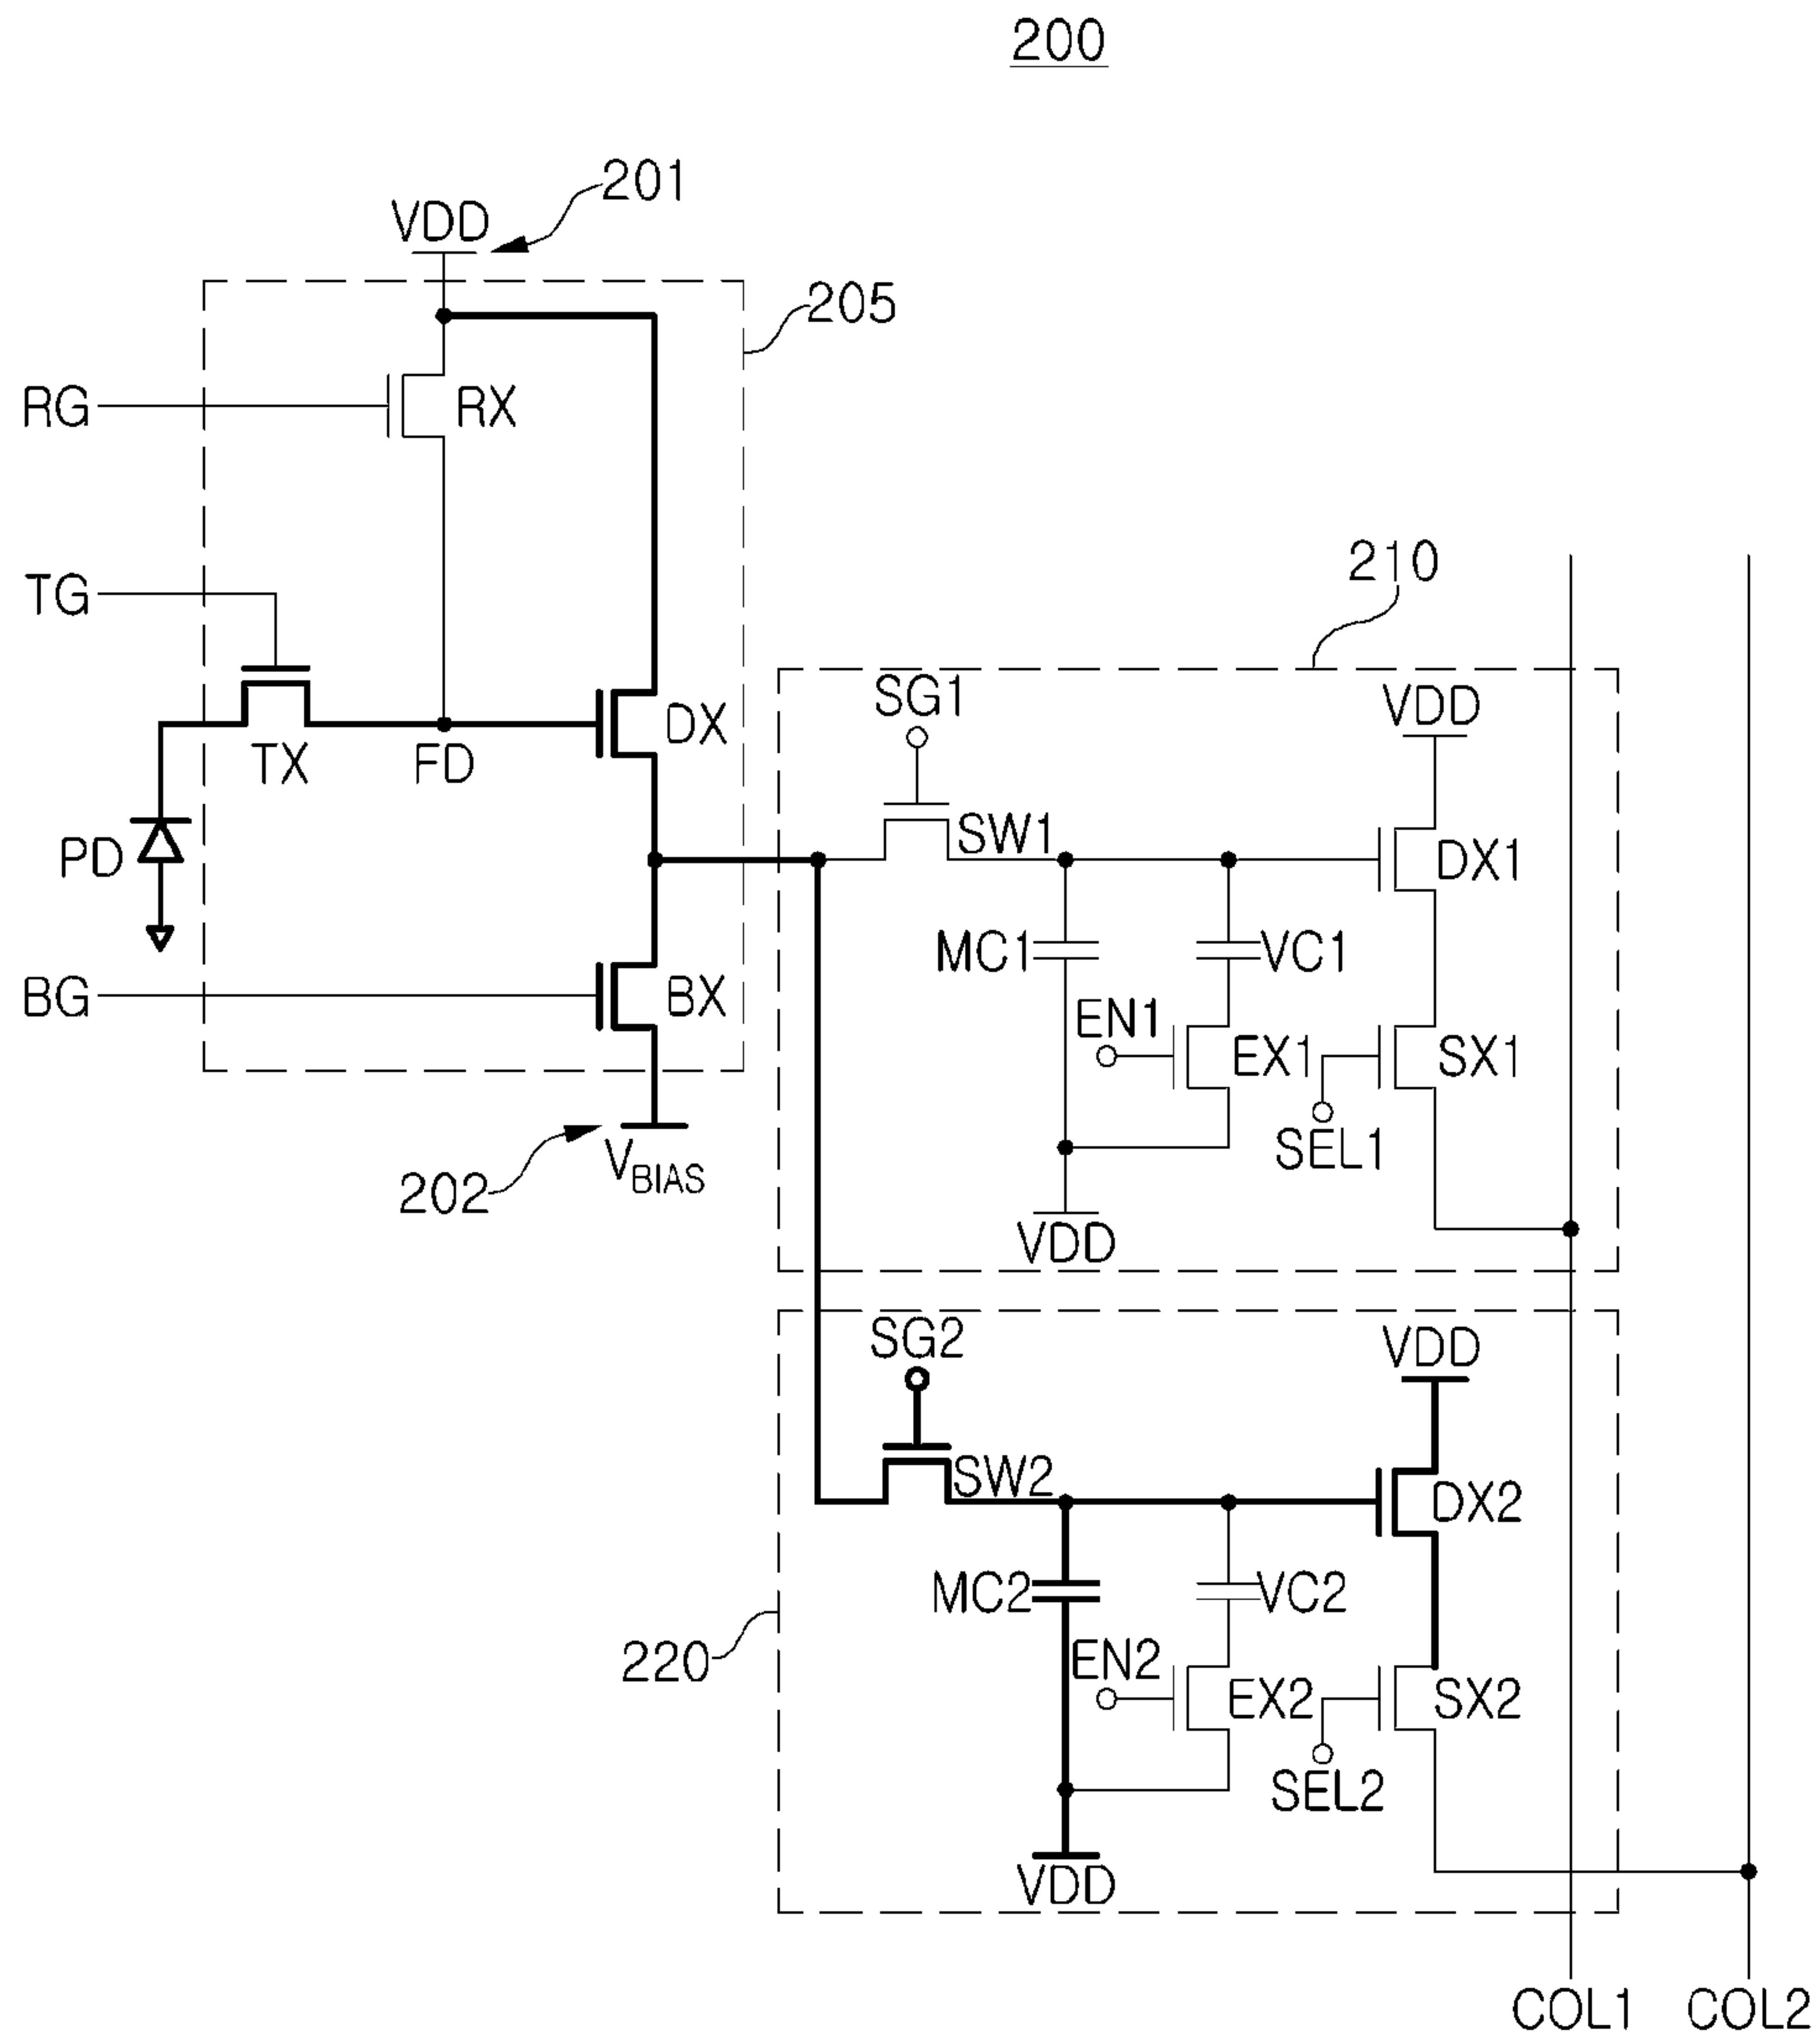 200
201
VDD
205
RG
RX
TG
210
SG1
VDD
DX
TX
FD
SW1
PD
DX1
MC1
VC1
BG
BX
EN1
EX1
SX1
SEL1
VBIAS
202
VDD
SG2
VDD
SW2
DX2
MC2
VC2
220
EN2
EX2
SX2
SEL2
VDD
COL1
COL2